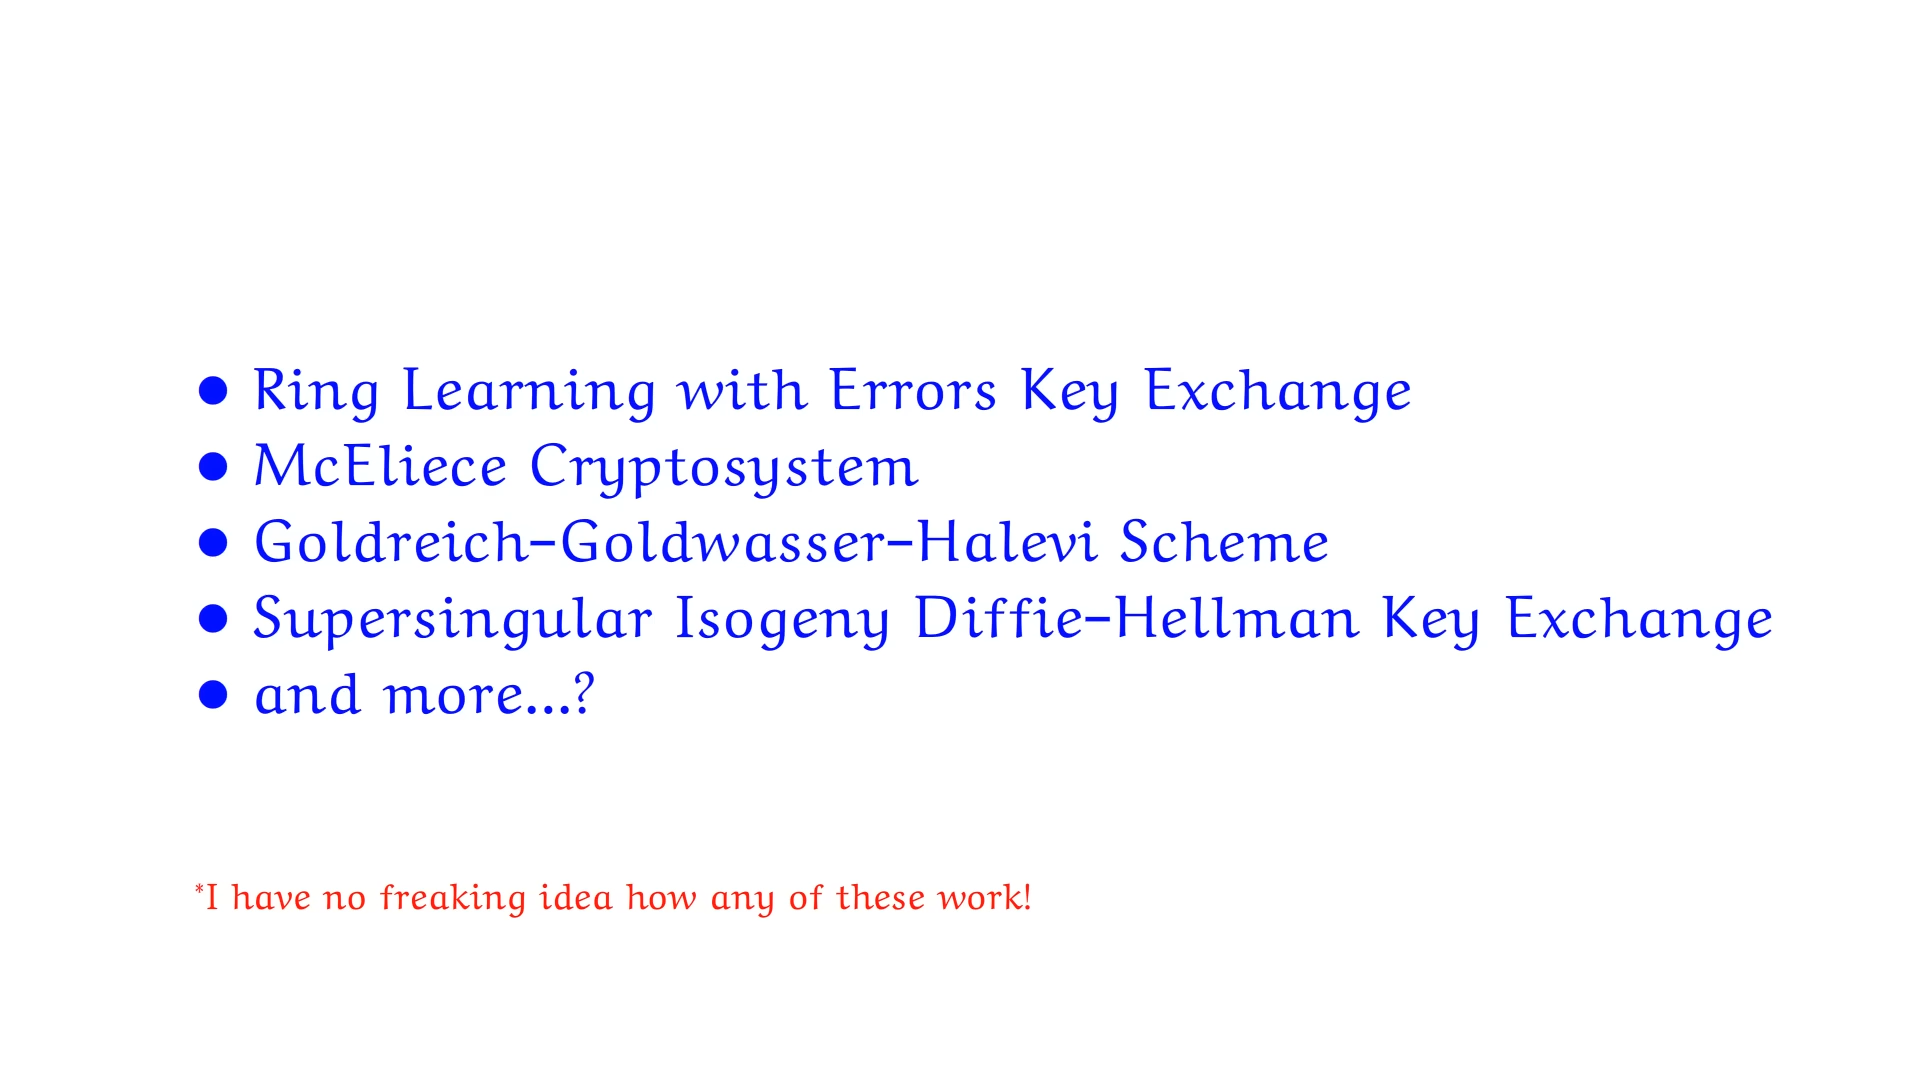 ● Ring Learning with Errors Key Exchange
● McEliece Cryptosystem
● Goldreich-Goldwasser-Halevi Scheme
● Supersingular Isogeny Diffie-Hellman Key Exchange
● and more...?
*I have no freaking idea how any of these work!